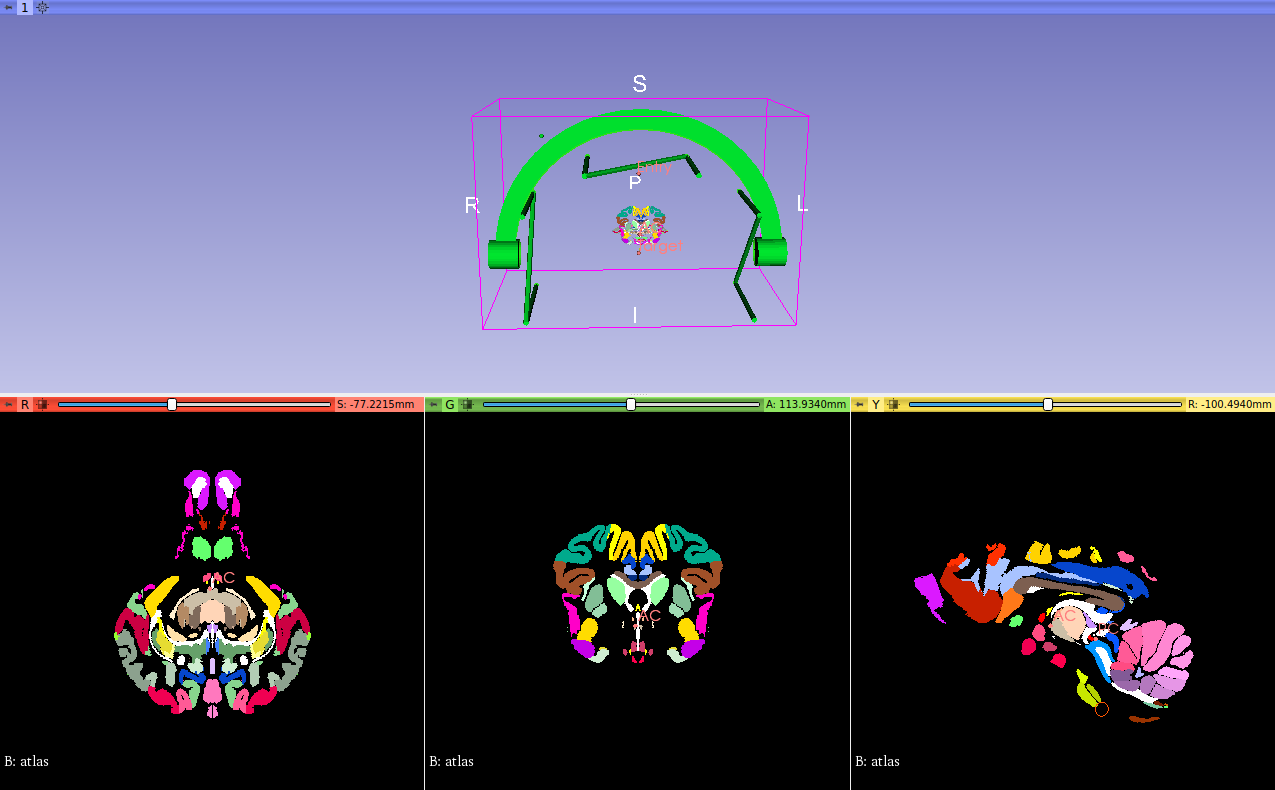 1
S
Entry
P
R
L
Target
I
R
S: -77.2215mm
G
A: 113.9340mm
Y
R: -100.4940mm
AC
AC
AC
B: atlas
B: atlas
B: atlas